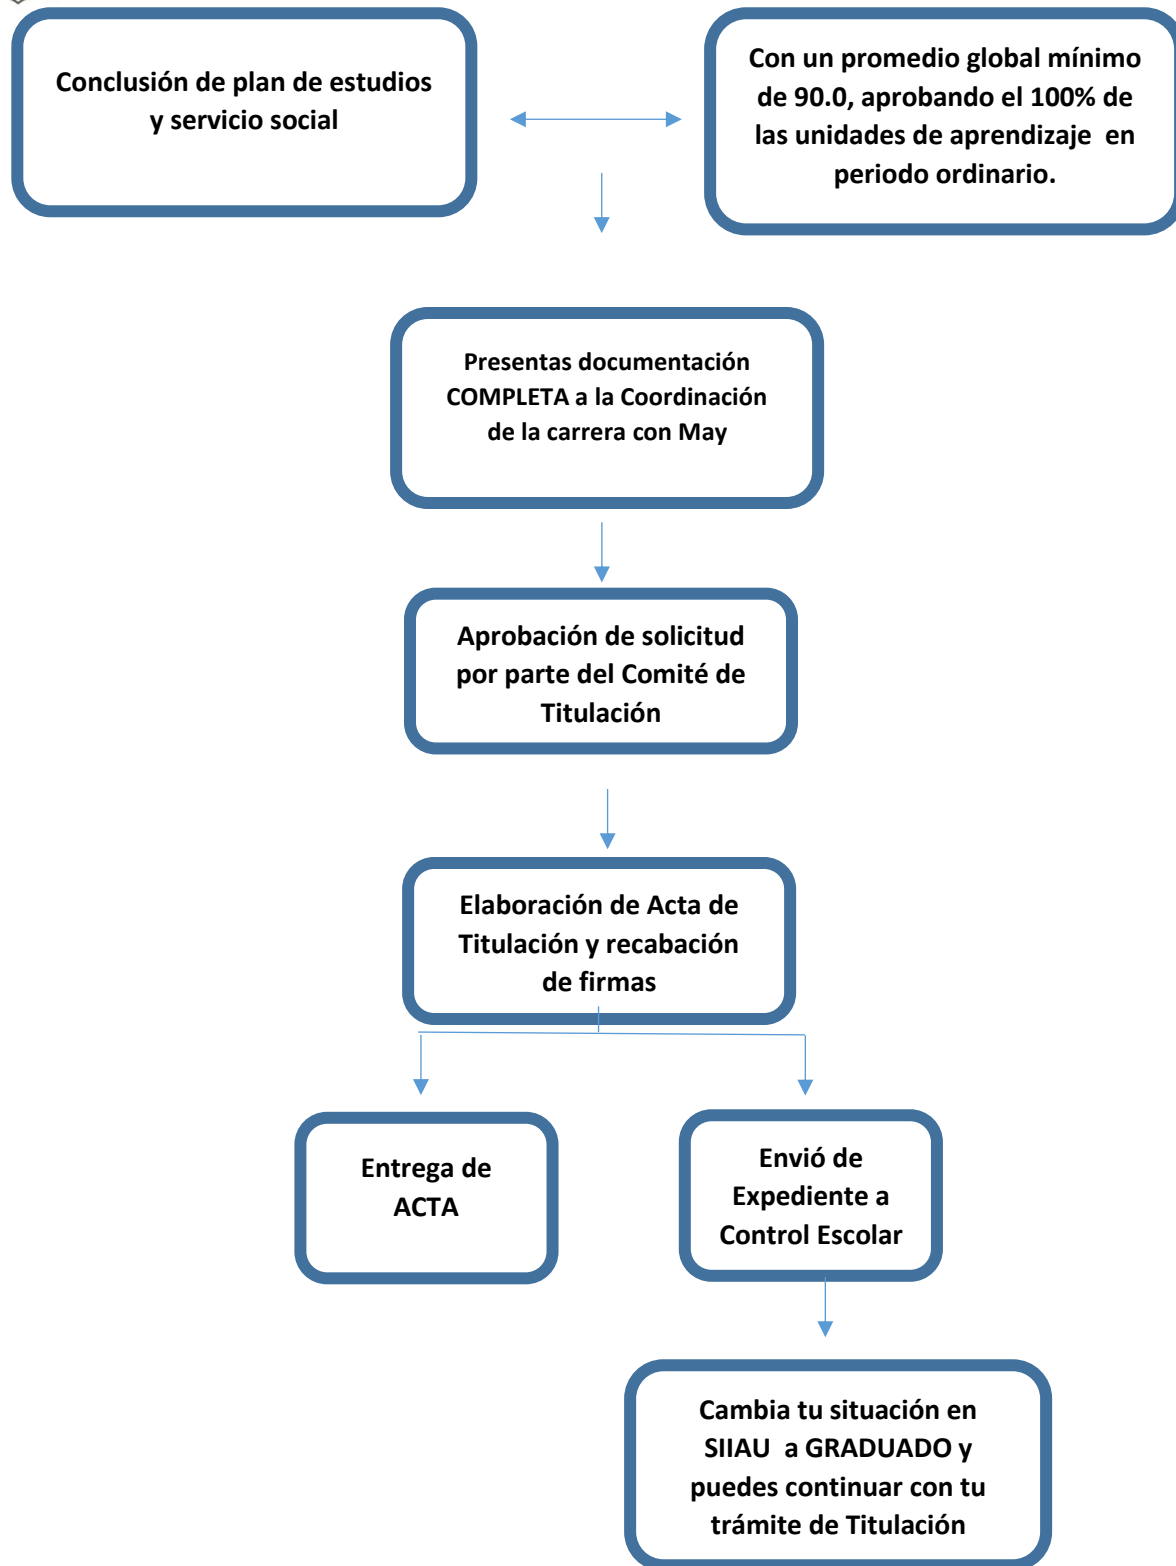 Conclusión de plan de estudios
y servicio social
Con un promedio global mínimo
de 90.0, aprobando el 100% de
las unidades de aprendizaje en
periodo ordinario.
Presentas documentación
COMPLETA a la Coordinación
de la carrera con May
Aprobación de solicitud
por parte del Comité de
Titulación
Elaboración de Acta de
Titulación y recabación
de firmas
Entrega de
ACTA
Envió de
Expediente a
Control Escolar
Cambia tu situación en
SIIAU a GRADUADO y
puedes continuar con tu
trámite de Titulación